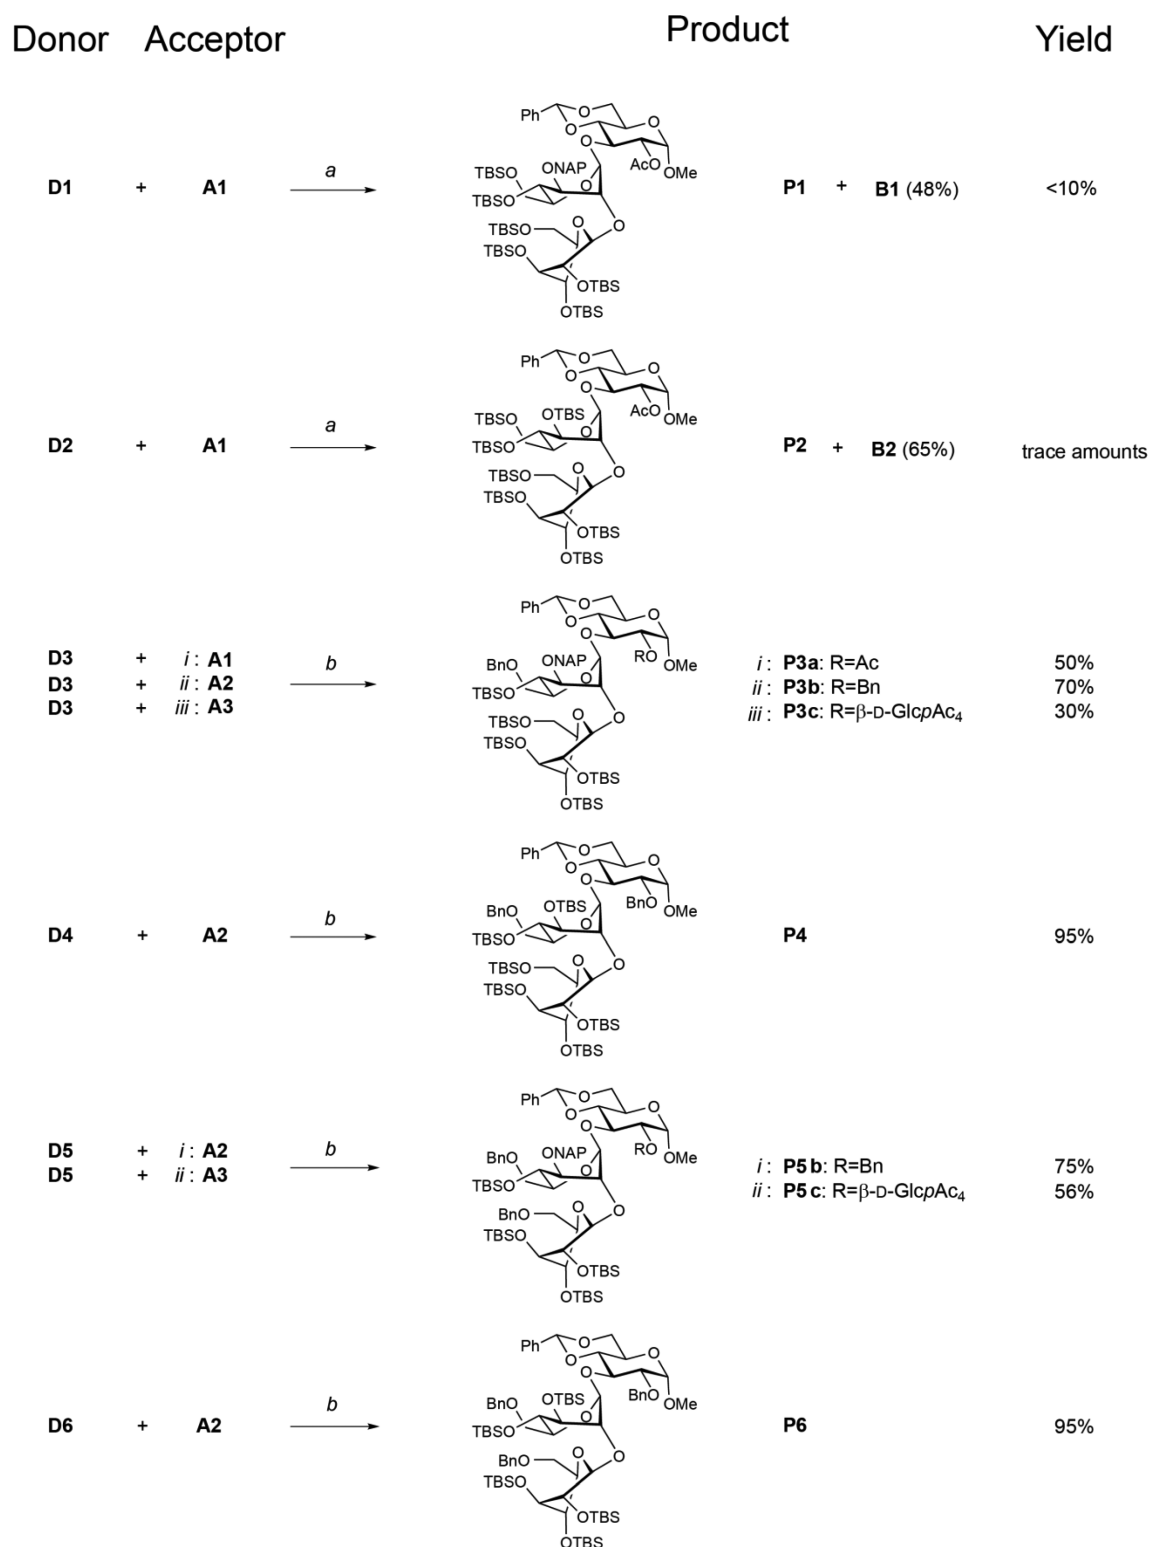 Donor Acceptor Product Yield
Ph O O O
O O AcO OMe
TBSO ONAP O
TBSO
TBSO O O
TBSO
OTBS
OTBS
D1 + A1 a P1 + B1 (48%) <10%
Ph O O O
O O AcO OMe
TBSO OTBS O
TBSO
TBSO O O
TBSO
OTBS
OTBS
D2 + A1 a P2 + B2 (65%) trace amounts
Ph O O O
O O RO OMe
BnO ONAP O
TBSO
TBSO O O
TBSO
OTBS
OTBS
D3 + i : A1 b i : P3a: R=Ac 50%
D3 + ii : A2 ii : P3b: R=Bn 70%
D3 + iii : A3 iii : P3c: R=β-D-GlcpAc4 30%
Ph O O O
O O BnO OMe
BnO OTBS O
TBSO
TBSO O O
TBSO
OTBS
OTBS
D4 + A2 b P4 95%
Ph O O O
O O RO OMe
BnO ONAP O
TBSO
BnO O O
TBSO
OTBS
OTBS
D5 + i : A2 b i : P5b: R=Bn 75%
D5 + ii : A3 ii : P5c: R=β-D-GlcpAc4 56%
Ph O O O
O O BnO OMe
BnO OTBS O
TBSO
BnO O O
TBSO
OTBS
OTBS
D6 + A2 b P6 95%